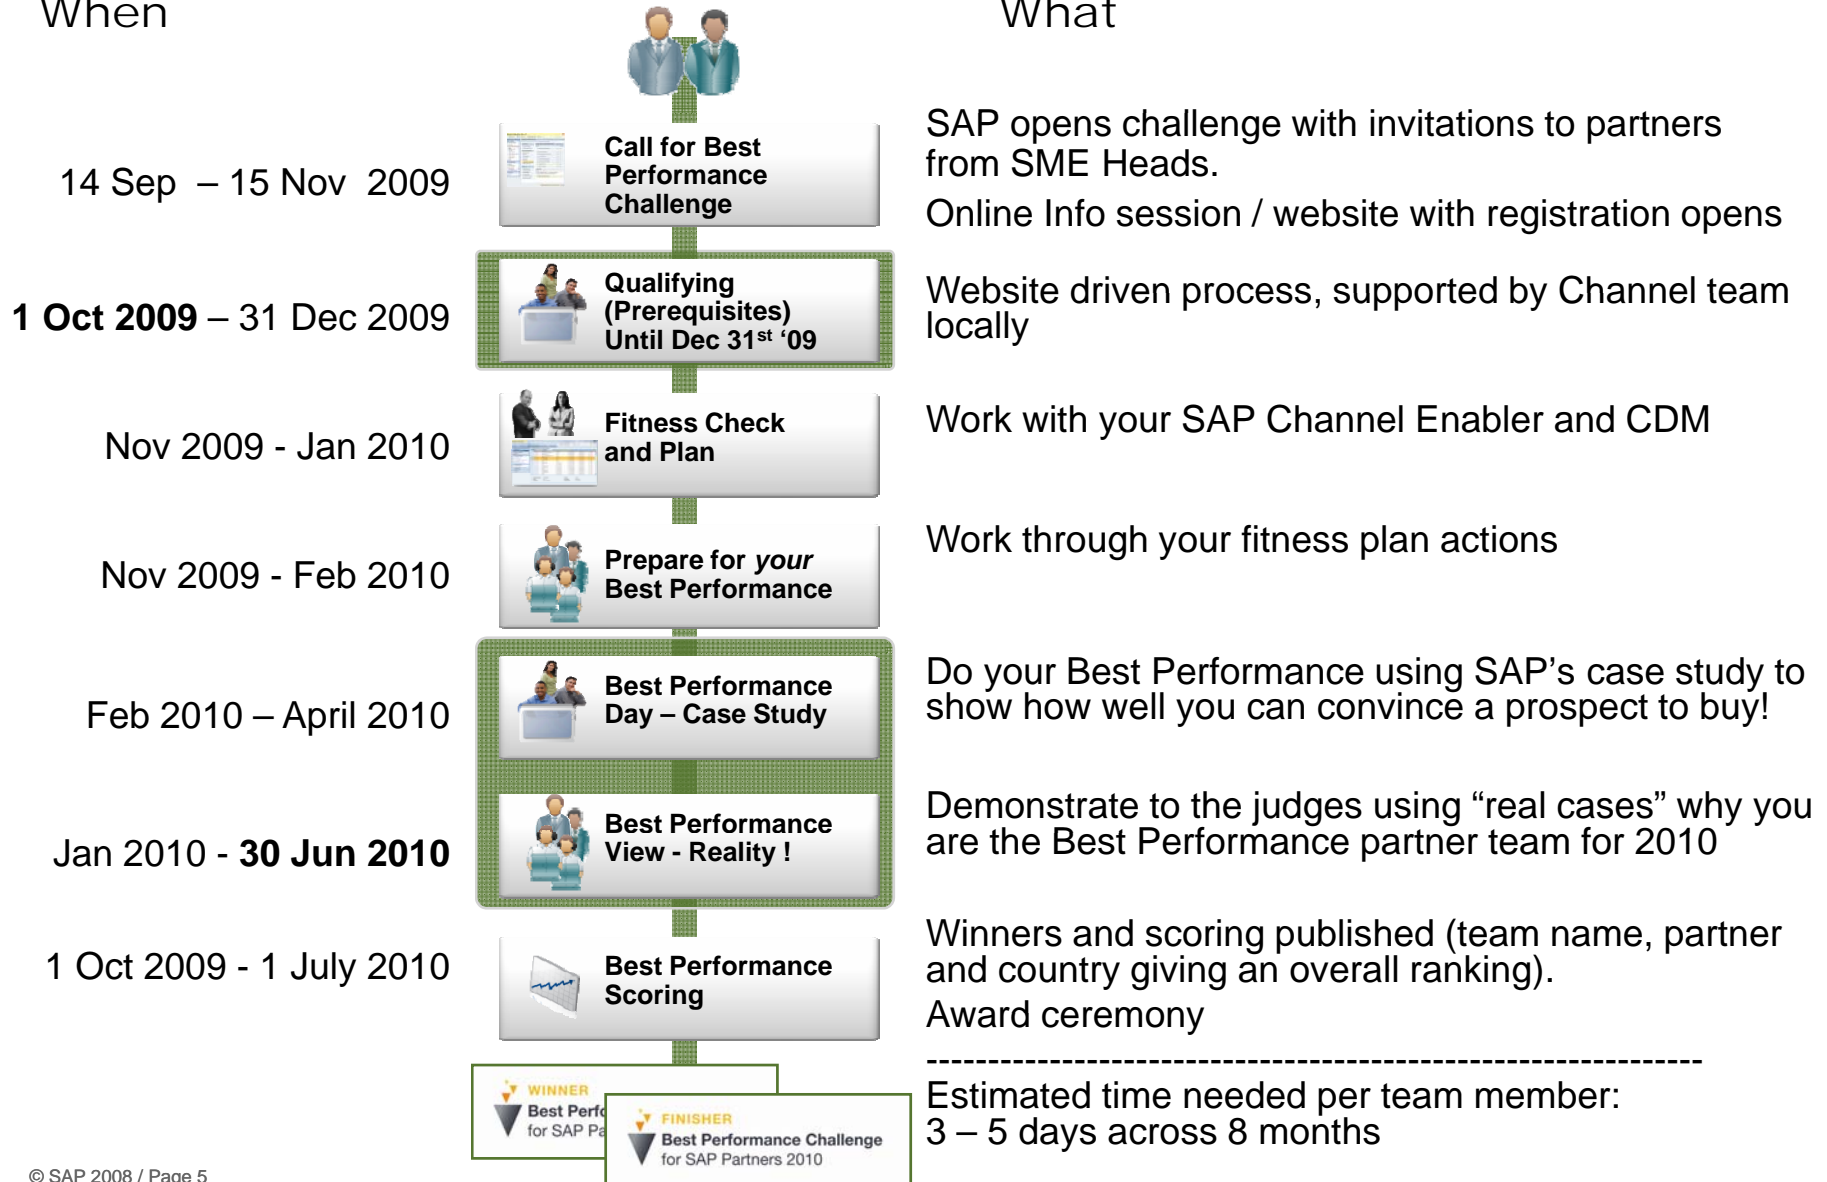 When
What
14 Sep – 15 Nov 2009
Call for Best
Performance
Challenge
SAP opens challenge with invitations to partners
from SME Heads.
Online Info session / website with registration opens
1 Oct 2009 – 31 Dec 2009
Qualifying
(Prerequisites)
Until Dec 31st ‘09
Website driven process, supported by Channel team
locally
Nov 2009 - Jan 2010
Fitness Check
and Plan
Work with your SAP Channel Enabler and CDM
Nov 2009 - Feb 2010
Prepare for your
Best Performance
Work through your fitness plan actions
Feb 2010 – April 2010
Best Performance
Day – Case Study
Do your Best Performance using SAP’s case study to
show how well you can convince a prospect to buy!
Jan 2010 - 30 Jun 2010
Best Performance
View - Reality !
Demonstrate to the judges using “real cases” why you
are the Best Performance partner team for 2010
1 Oct 2009 - 1 July 2010
Best Performance
Scoring
Winners and scoring published (team name, partner
and country giving an overall ranking).
Award ceremony
--------------------------------------------------------------
Estimated time needed per team member:
3 – 5 days across 8 months
WINNER
Best Perfo
for SAP Pa
FINISHER
Best Performance Challenge
for SAP Partners 2010
© SAP 2008 / Page 5